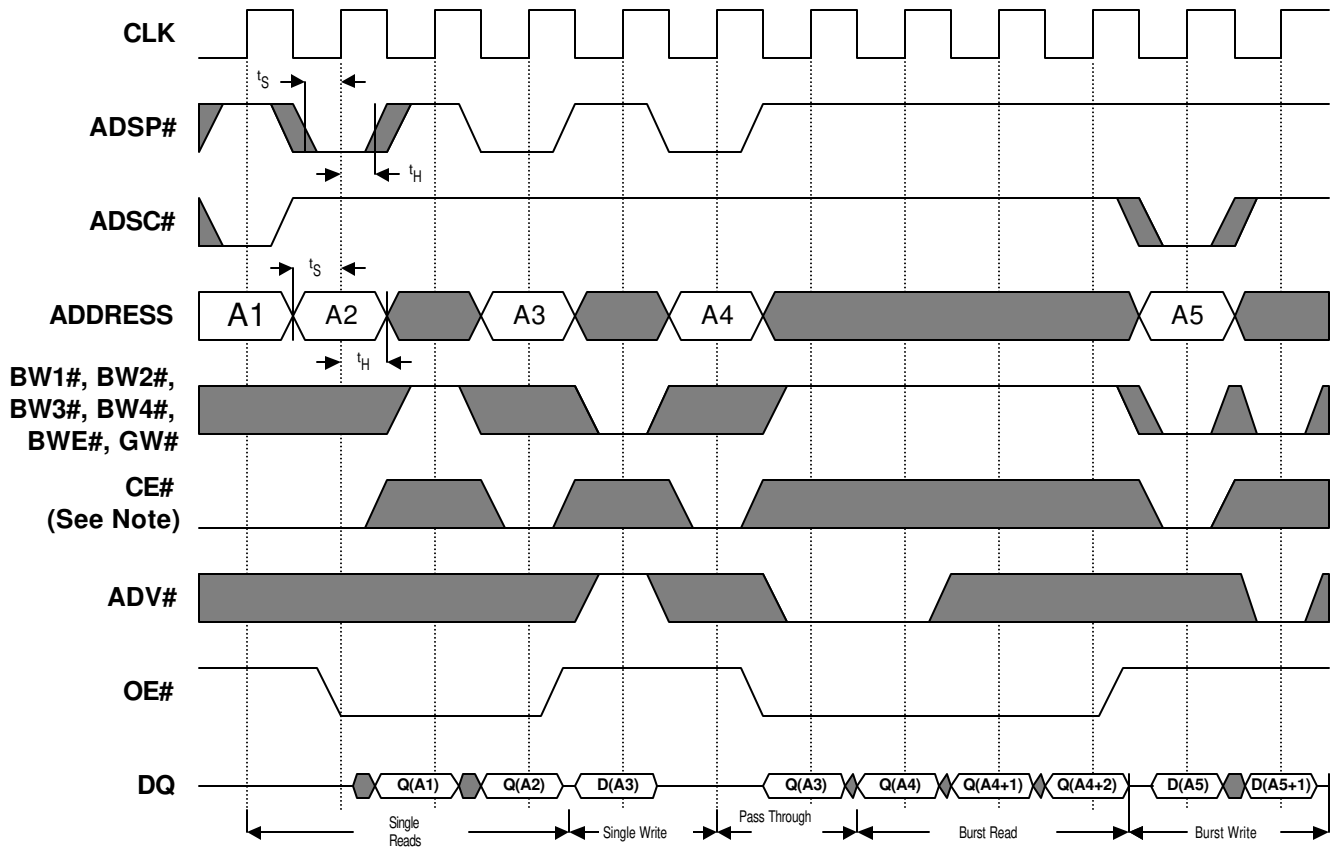 CLK
tS
ADSP#
tH
ADSC#
tS
ADDRESS A1 A2 A3 A4 A5
tH
BW1#, BW2#,
BW3#, BW4#,
BWE#, GW#
CE#
(See Note)
ADV#
OE#
DQ Q(A1) Q(A2) D(A3) Q(A3) Q(A4) Q(A4+1) Q(A4+2) D(A5) D(A5+1)
Single
Reads
Single Write
Pass Through
Burst Read
Burst Write